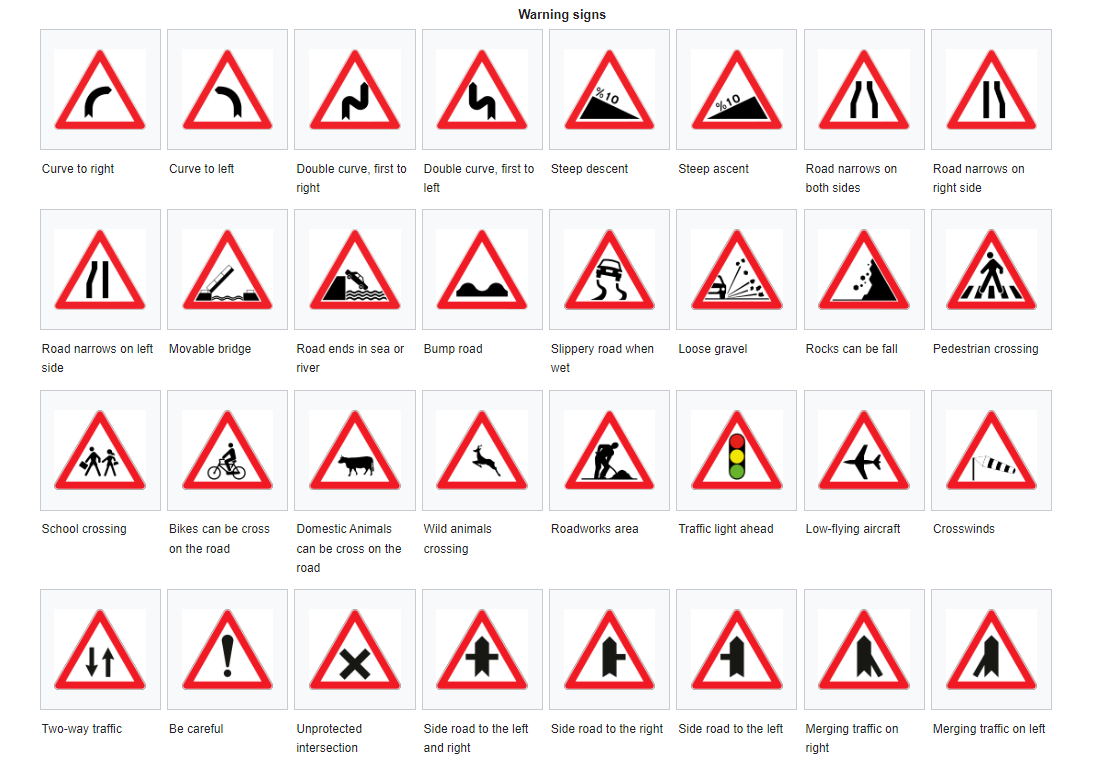 Warning signs
%10
%10
Curve to right
Curve to left
Double curve, first to
right
Double curve, first to
left
Steep descent
Steep ascent
Road narrows on
both sides
Road narrows on
right side
Road narrows on left
side
Movable bridge
Road ends in sea or
river
Bump road
Slippery road when
wet
Loose gravel
Rocks can be fall
Pedestrian crossing
School crossing
Bikes can be cross
on the road
Domestic Animals
can be cross on the
road
Wild animals
crossing
Roadworks area
Traffic light ahead
Low-flying aircraft
Crosswinds
Two-way traffic
Be careful
Unprotected
intersection
Side road to the left
and right
Side road to the right
Side road to the left
Merging traffic on
right
Merging traffic on left